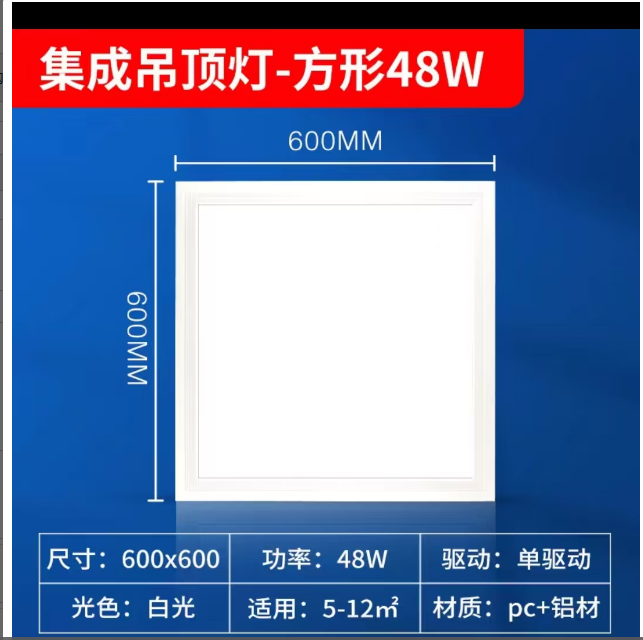 集成吊顶灯-方形48W
600MM
600MM
尺寸：600x600 功率：48W 驱动：单驱动
光色：白光 适用：5-12㎡ 材质：pc+铝材